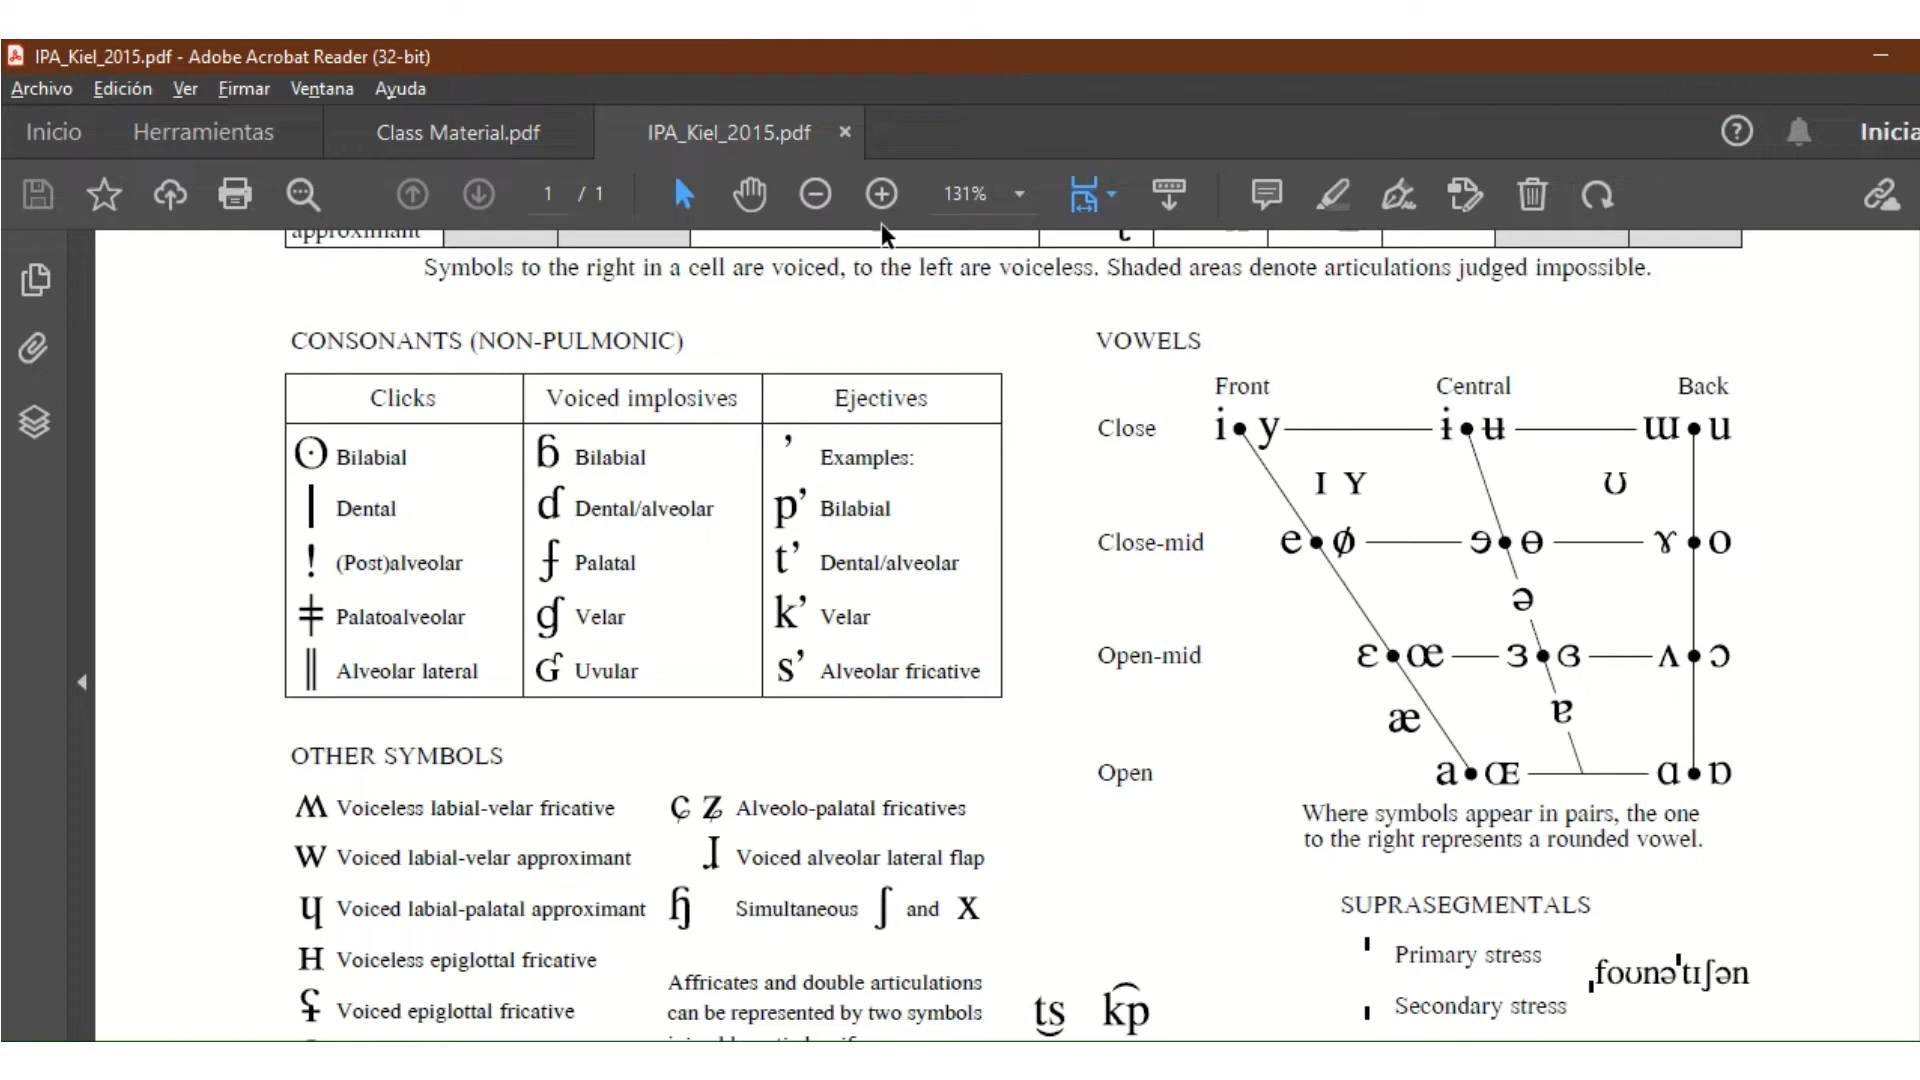 IPA_Kiel_2015.pdf - Adobe Acrobat Reader (32-bit)
Archivo Edición Ver Firmar Ventana Ayuda
Inicio Herramientas Class Material.pdf IPA_Kiel_2015.pdf × ? Inicia
1 / 1 131%
approximant
Symbols to the right in a cell are voiced, to the left are voiceless. Shaded areas denote articulations judged impossible.
CONSONANTS (NON-PULMONIC)
Clicks Voiced implosives Ejectives
ʘ Bilabial ɓ Bilabial ʼ Examples:
ǀ Dental ɗ Dental/alveolar pʼ Bilabial
ǃ (Post)alveolar ʄ Palatal tʼ Dental/alveolar
ǂ Palatoalveolar ɠ Velar kʼ Velar
ǁ Alveolar lateral ʛ Uvular sʼ Alveolar fricative
VOWELS
Front Central Back
Close i y ɨ ʉ ɯ u
ɪ ʏ ʊ
Close-mid e ø ɘ ɵ ɤ o
ə
Open-mid ɛ œ ɜ ɞ ʌ ɔ
æ ɐ
Open a ɶ ɑ ɒ
Where symbols appear in pairs, the one
to the right represents a rounded vowel.
OTHER SYMBOLS
ʍ Voiceless labial-velar fricative ɕ ʑ Alveolo-palatal fricatives
w Voiced labial-velar approximant ɺ Voiced alveolar lateral flap
ɥ Voiced labial-palatal approximant ɧ Simultaneous ʃ and x
ʜ Voiceless epiglottal fricative
ʢ Voiced epiglottal fricative
Affricates and double articulations
can be represented by two symbols
t͜s k͡p
SUPRASEGMENTALS
ˈ Primary stress ˌfoʊnəˈtɪʃən
ˌ Secondary stress